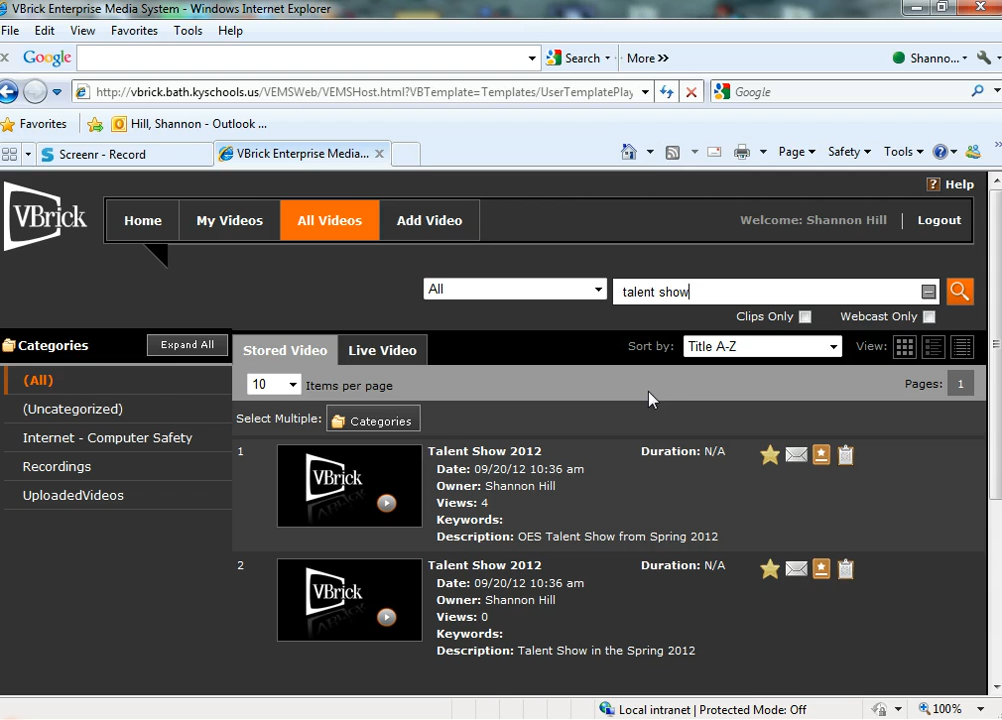 VBrick Enterprise Media System - Windows Internet Explorer
File Edit View Favorites Tools Help
x Google Search More >> Shanno...
http://vbrick.bath.kyschools.us/VEMSWeb/VEMSHost.html?VBTemplate=Templates/UserTemplatePlay Google
Favorites Hill, Shannon - Outlook ...
Screenr - Record VBrick Enterprise Media... Page Safety Tools
Help
VBrick Home My Videos All Videos Add Video Welcome: Shannon Hill | Logout
All talent show
Clips Only Webcast Only
Categories Expand All Stored Video Live Video Sort by: Title A-Z View:
(All) 10 Items per page Pages: 1
(Uncategorized) Select Multiple: Categories
Internet - Computer Safety
Recordings
UploadedVideos
1 VBrick Talent Show 2012 Duration: N/A
Date: 09/20/12 10:36 am
Owner: Shannon Hill
Views: 4
Keywords:
Description: OES Talent Show from Spring 2012
2 VBrick Talent Show 2012 Duration: N/A
Date: 09/20/12 10:36 am
Owner: Shannon Hill
Views: 0
Keywords:
Description: Talent Show in the Spring 2012
Local intranet | Protected Mode: Off 100%